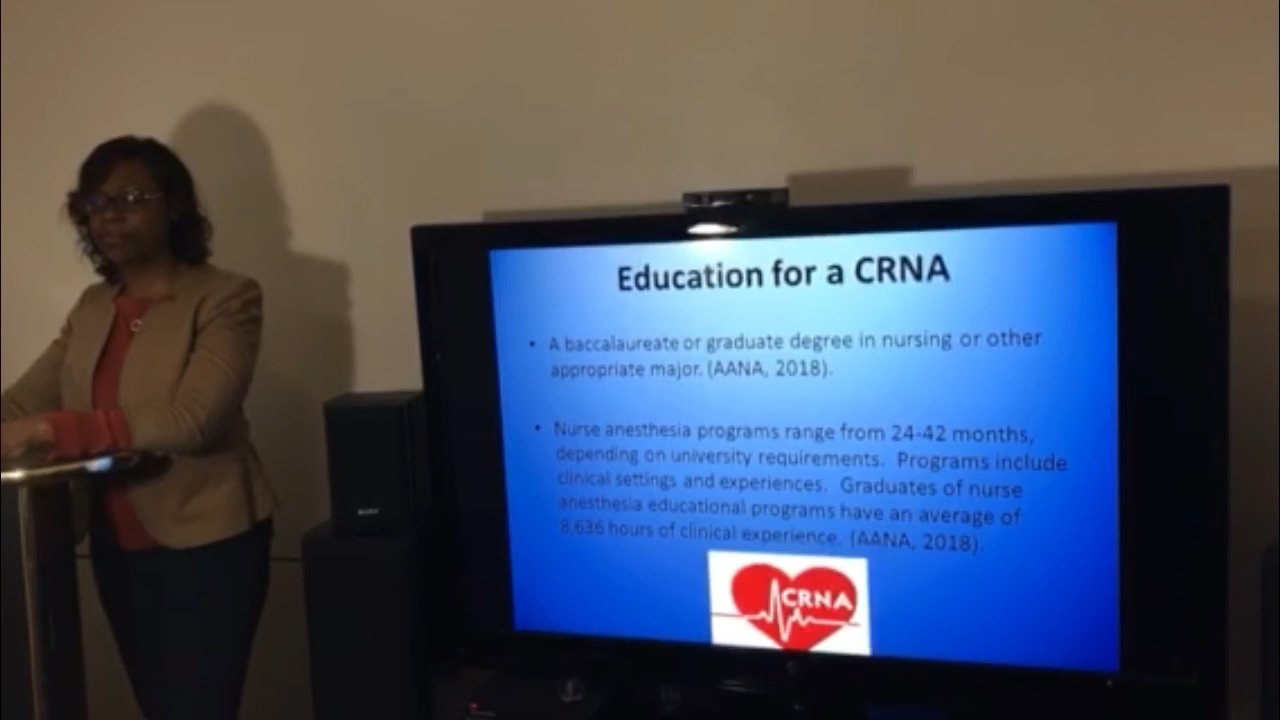 Education for a CRNA
• A baccalaureate or graduate degree in nursing or other
appropriate major. (AANA, 2018).
• Nurse anesthesia programs range from 24-42 months,
depending on university requirements. Programs include
clinical settings and experiences. Graduates of nurse
anesthesia educational programs have an average of
8,636 hours of clinical experience. (AANA, 2018).
CRNA
SONY